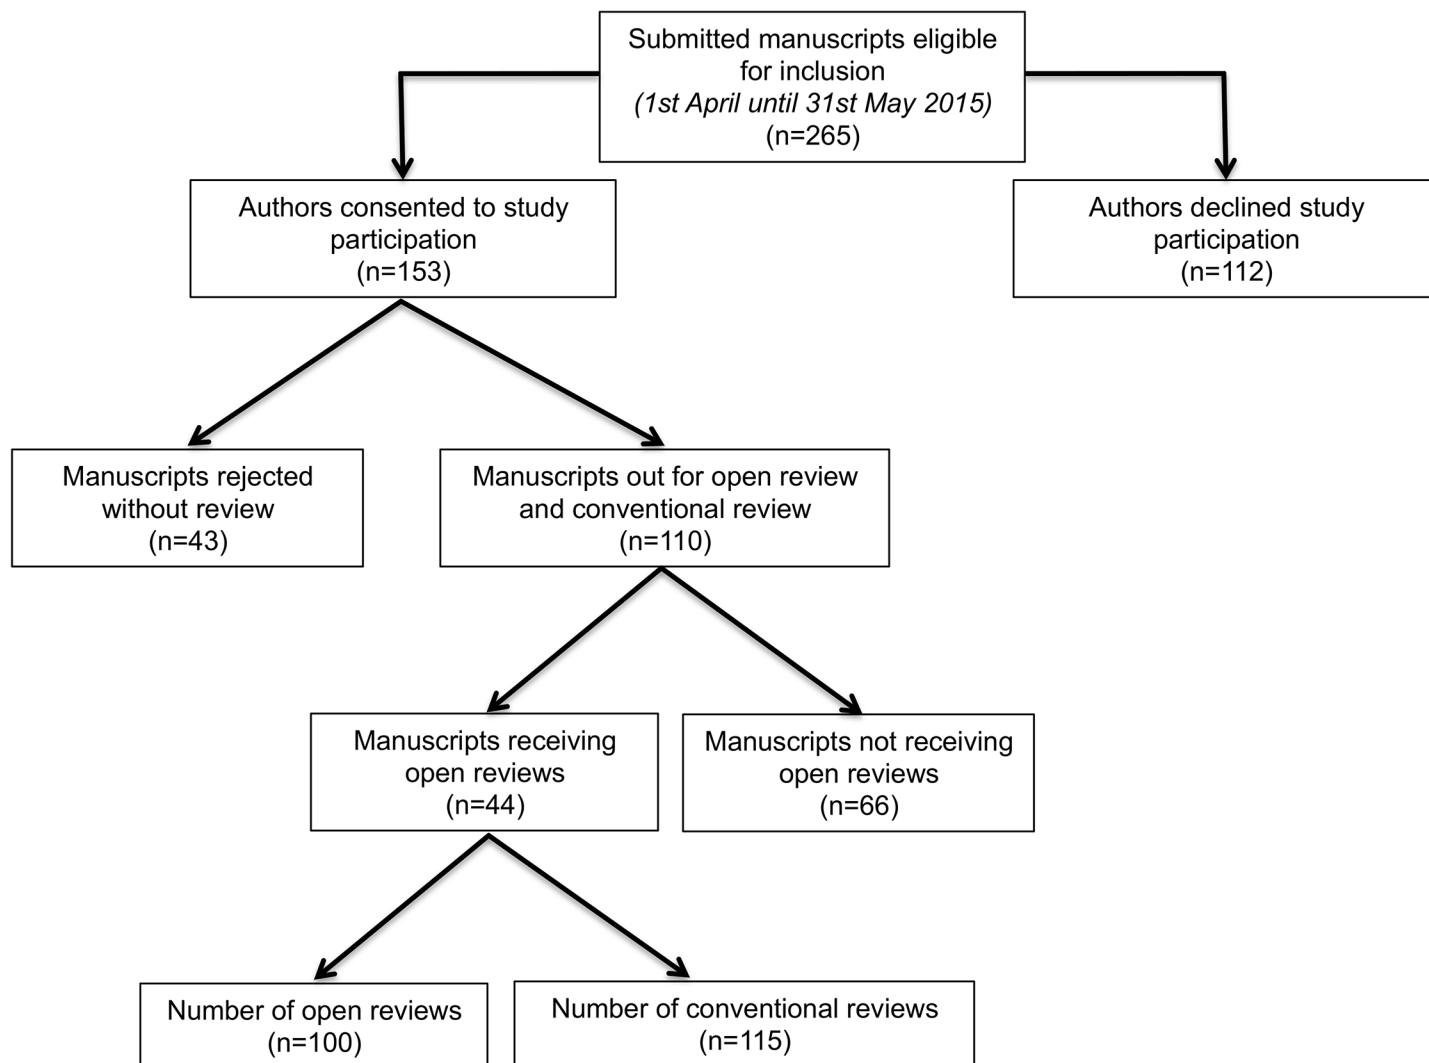 Submitted manuscripts eligible
for inclusion
(1st April until 31st May 2015)
(n=265)
Authors consented to study
participation
(n=153)
Authors declined study
participation
(n=112)
Manuscripts rejected
without review
(n=43)
Manuscripts out for open review
and conventional review
(n=110)
Manuscripts receiving
open reviews
(n=44)
Manuscripts not receiving
open reviews
(n=66)
Number of open reviews
(n=100)
Number of conventional reviews
(n=115)